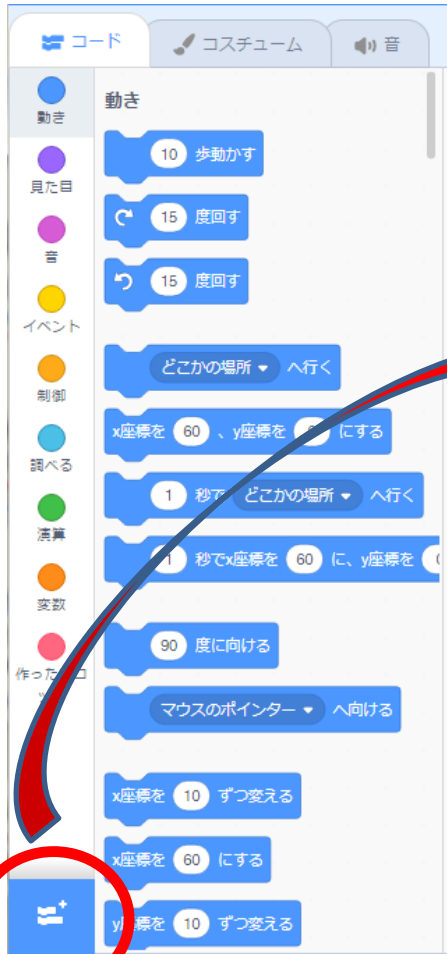 コード
コスチューム
音
動き
見た目
音
イベント
制御
調べる
演算
変数
作った
動き
10 歩動かす
15 度回す
15 度回す
どこかの場所 へ行く
x座標を 60 、y座標を にする
1 秒で どこかの場所 へ行く
1 秒でx座標を 60 に、y座標を
90 度に向ける
マウスのポインター へ向ける
x座標を 10 ずつ変える
x座標を 60 にする
y座標を 10 ずつ変える